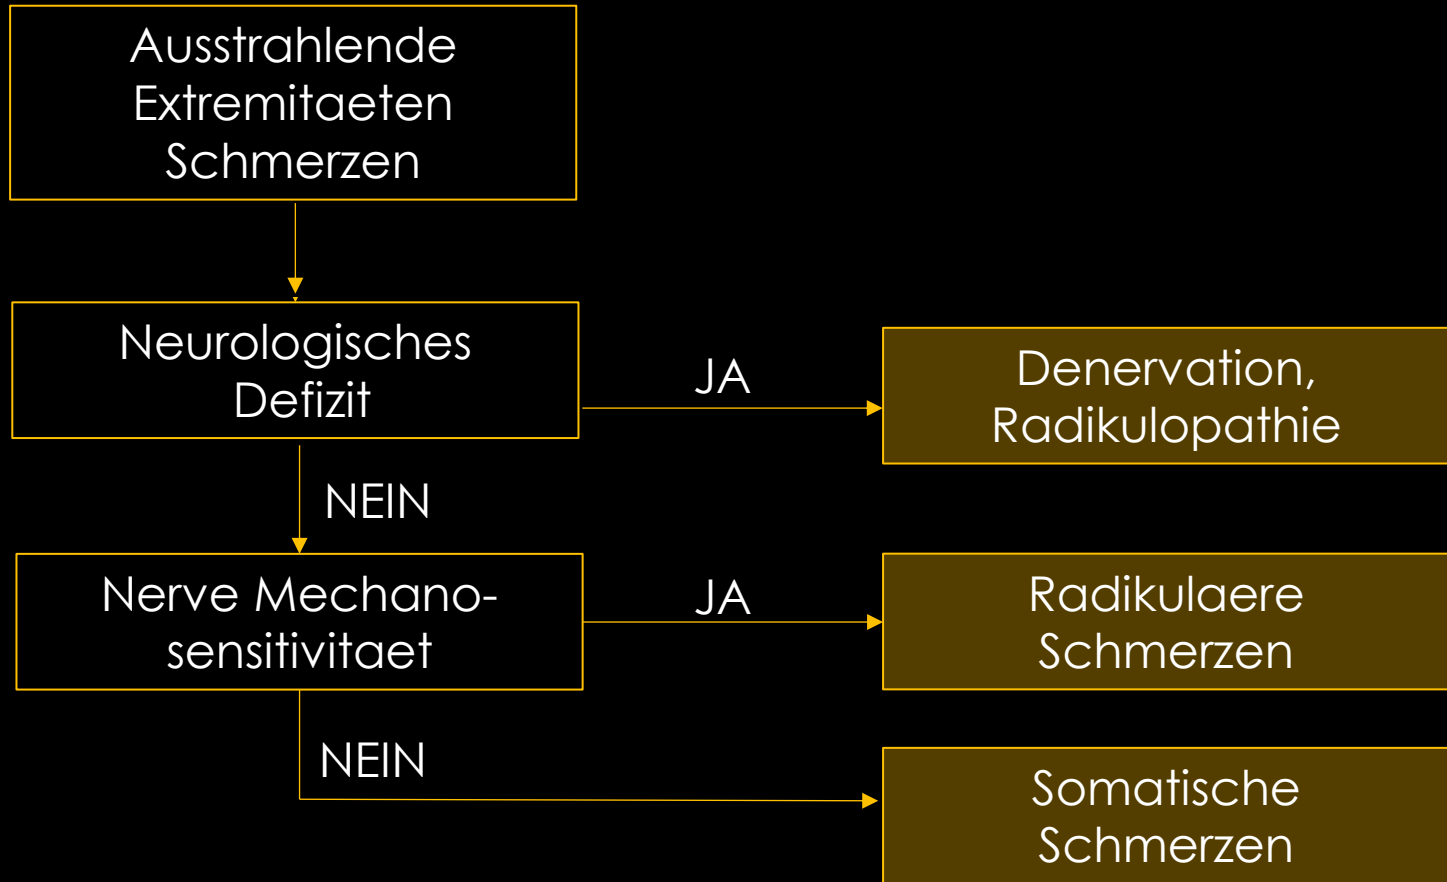 Ausstrahlende
Extremitaeten
Schmerzen
Neurologisches
Defizit
JA
Denervation,
Radikulopathie
NEIN
Nerve Mechano-
sensitivitaet
JA
Radikulaere
Schmerzen
NEIN
Somatische
Schmerzen